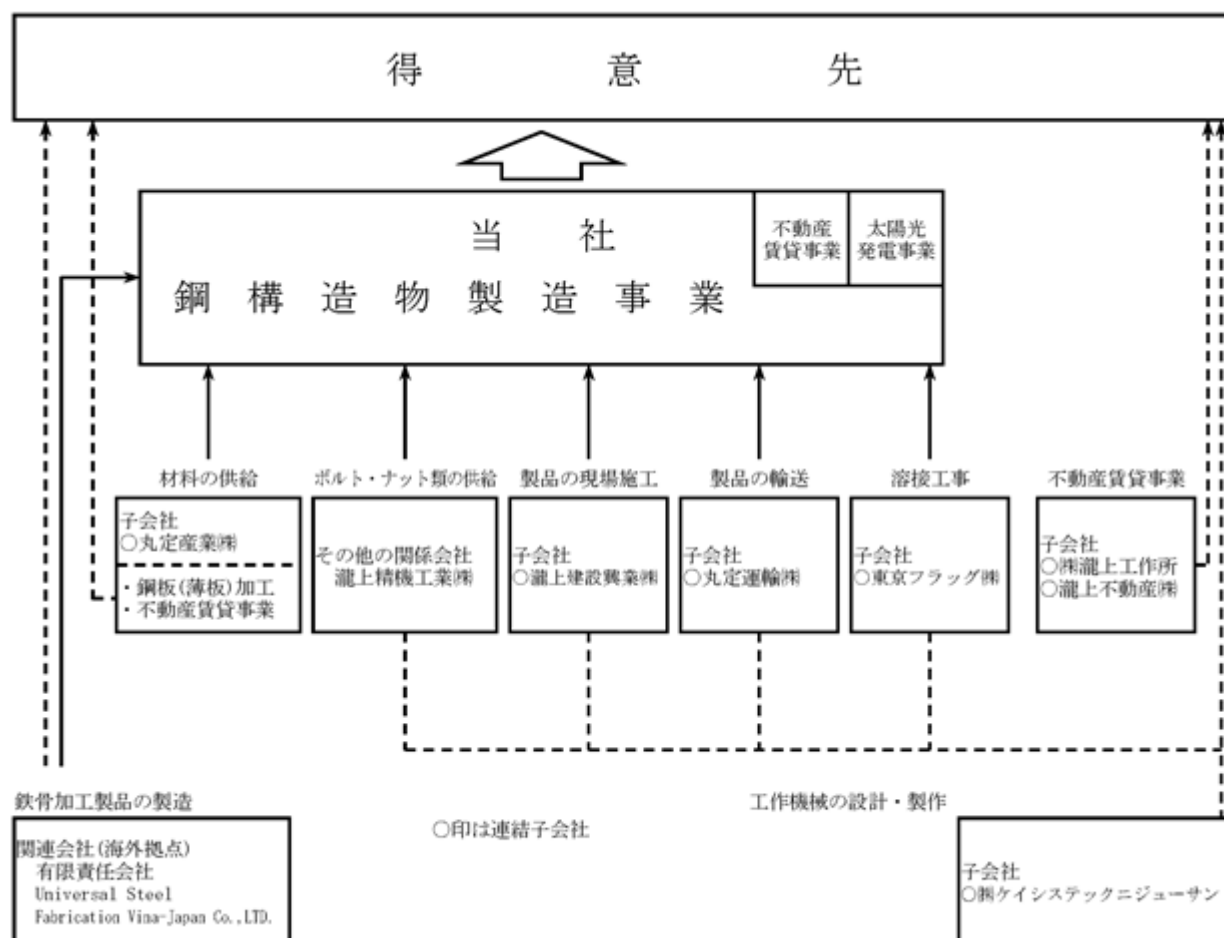 得意先
当社
鋼構造物製造事業
不動産
賃貸事業
太陽光
発電事業
材料の供給
子会社
○丸定産業㈱
・鋼板(薄板)加工
・不動産賃貸事業
ボルト・ナット類の供給
その他の関係会社
瀧上精機工業㈱
製品の現場施工
子会社
○瀧上建設興業㈱
製品の輸送
子会社
○丸定運輸㈱
溶接工事
子会社
○東京フラッグ㈱
不動産賃貸事業
子会社
○㈱瀧上工作所
○瀧上不動産㈱
鉄骨加工製品の製造
関連会社(海外拠点)
有限責任会社
Universal Steel
Fabrication Vina-Japan Co.,LTD.
○印は連結子会社
工作機械の設計・製作
子会社
○㈱ケイシステックニジューサン